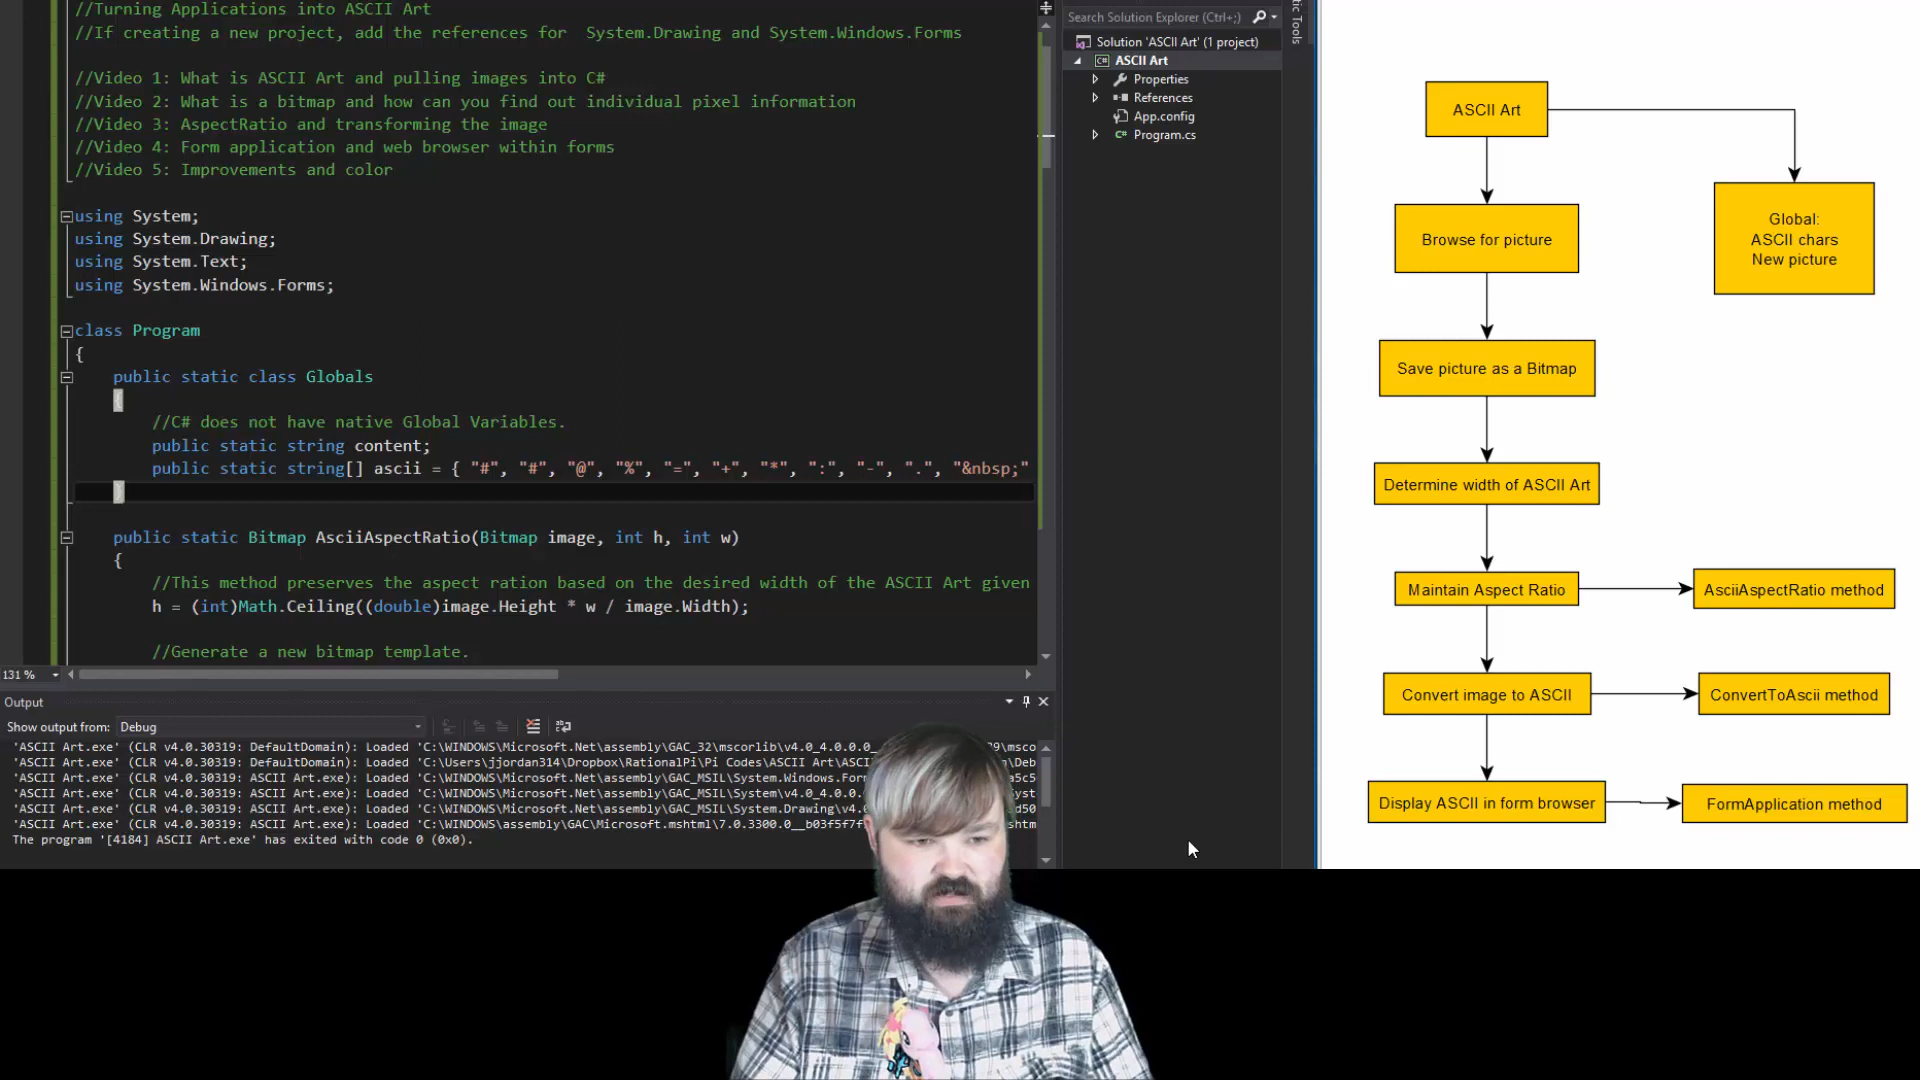 //Turning Applications into ASCII Art
//If creating a new project, add the references for  System.Drawing and System.Windows.Forms
//Video 1: What is ASCII Art and pulling images into C#
//Video 2: What is a bitmap and how can you find out individual pixel information
//Video 3: AspectRatio and transforming the image
//Video 4: Form application and web browser within forms
//Video 5: Improvements and color
using System;
using System.Drawing;
using System.Text;
using System.Windows.Forms;
class Program
{
public static class Globals
{
//C# does not have native Global Variables.
public static string content;
public static string[] ascii = { "#", "#", "@", "%", "=", "+", "*", ":", "-", ".", "&nbsp;"
}
public static Bitmap AsciiAspectRatio(Bitmap image, int h, int w)
{
//This method preserves the aspect ration based on the desired width of the ASCII Art given
h = (int)Math.Ceiling((double)image.Height * w / image.Width);
//Generate a new bitmap template.
131 %
Output
Show output from: Debug
'ASCII Art.exe' (CLR v4.0.30319: DefaultDomain): Loaded 'C:\WINDOWS\Microsoft.Net\assembly\GAC_32\mscorlib\v4.0_4.0.0.0_ 9\msco
'ASCII Art.exe' (CLR v4.0.30319: DefaultDomain): Loaded 'C:\Users\jjordan314\Dropbox\RationalPi\Pi Codes\ASCII Art\ASCII \Deb
'ASCII Art.exe' (CLR v4.0.30319: ASCII Art.exe): Loaded 'C:\WINDOWS\Microsoft.Net\assembly\GAC_MSIL\System.Windows.For a5c5
'ASCII Art.exe' (CLR v4.0.30319: ASCII Art.exe): Loaded 'C:\WINDOWS\Microsoft.Net\assembly\GAC_MSIL\System\v4.0_4.0.0. yst
'ASCII Art.exe' (CLR v4.0.30319: ASCII Art.exe): Loaded 'C:\WINDOWS\Microsoft.Net\assembly\GAC_MSIL\System.Drawing\v4.0 d50
'ASCII Art.exe' (CLR v4.0.30319: ASCII Art.exe): Loaded 'C:\WINDOWS\assembly\GAC\Microsoft.mshtml\7.0.3300.0__b03f5f7f shtm
The program '[4184] ASCII Art.exe' has exited with code 0 (0x0).
Search Solution Explorer (Ctrl+;)
Solution 'ASCII Art' (1 project)
C# ASCII Art
Properties
References
App.config
C# Program.cs
tic Tools
ASCII Art
Global:
ASCII chars
New picture
Browse for picture
Save picture as a Bitmap
Determine width of ASCII Art
Maintain Aspect Ratio
AsciiAspectRatio method
Convert image to ASCII
ConvertToAscii method
Display ASCII in form browser
FormApplication method